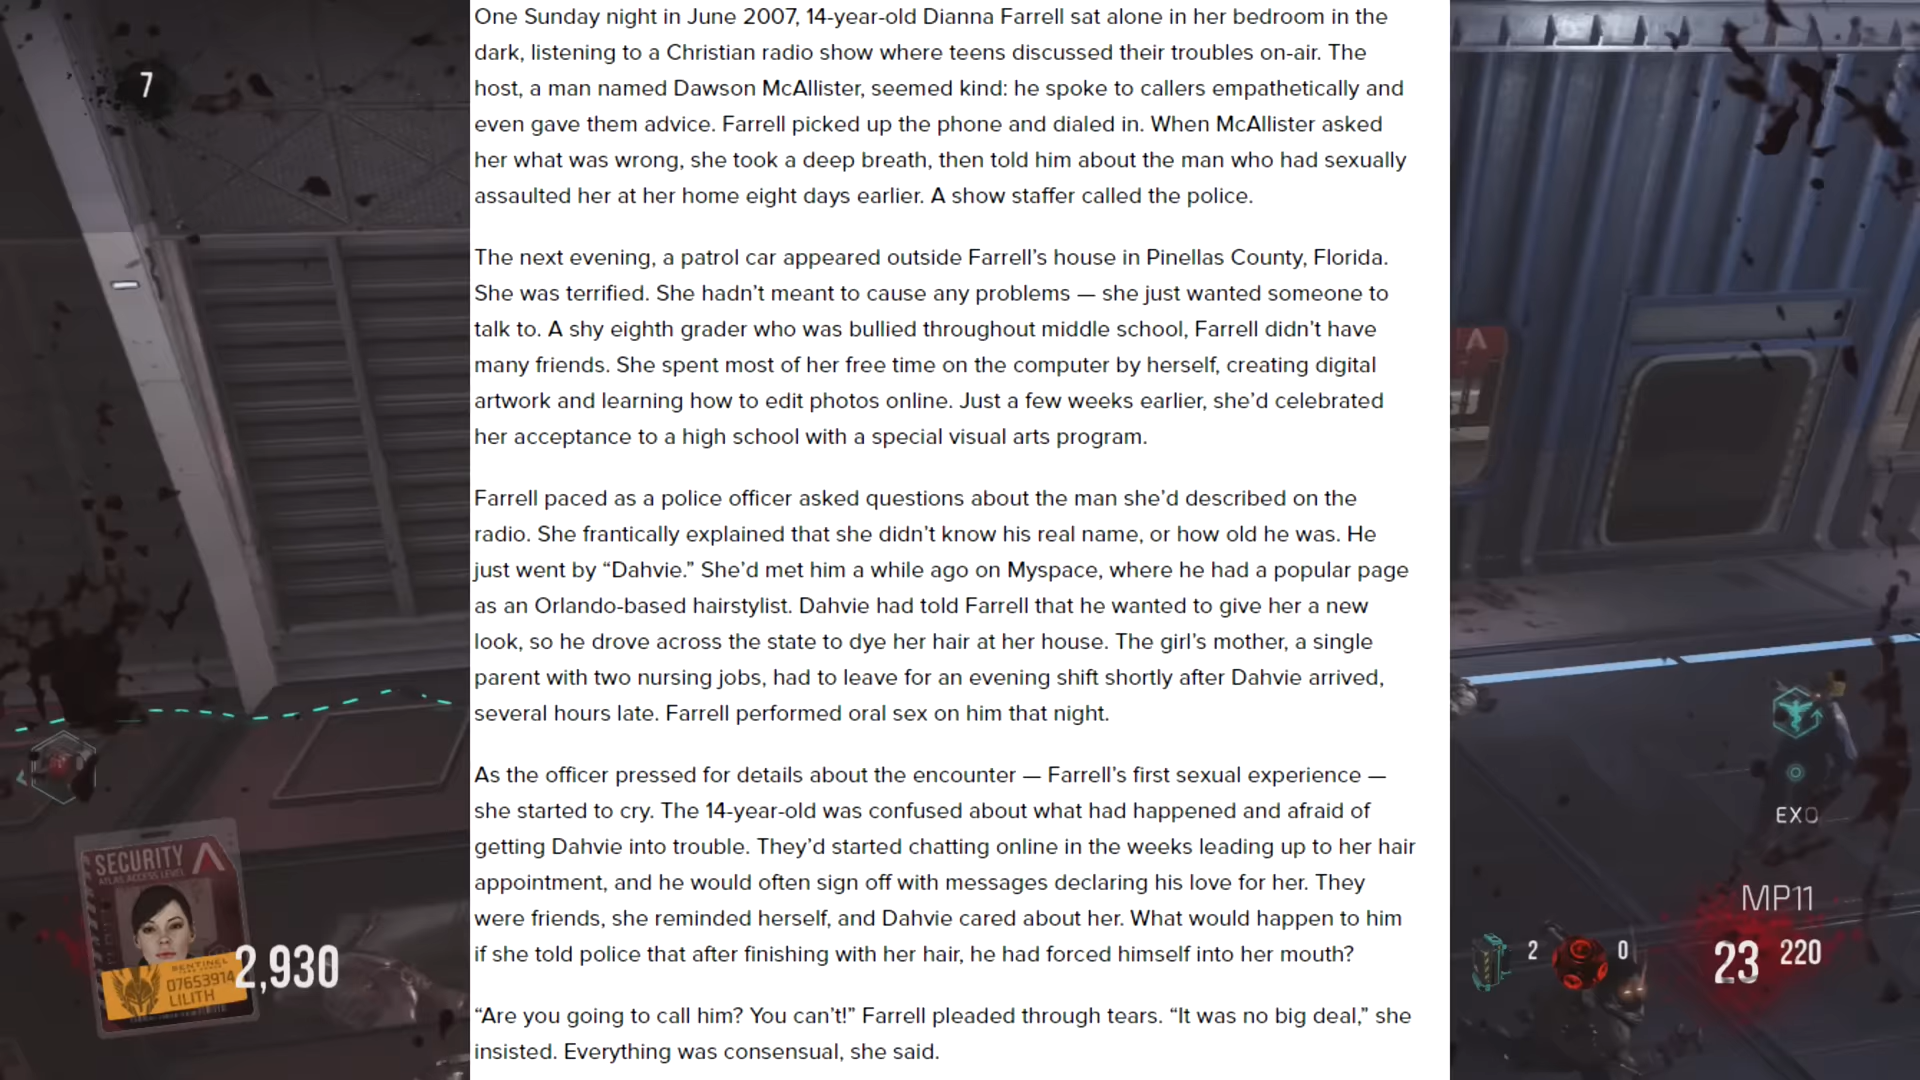 7
One Sunday night in June 2007, 14-year-old Dianna Farrell sat alone in her bedroom in the
dark, listening to a Christian radio show where teens discussed their troubles on-air. The
host, a man named Dawson McAllister, seemed kind: he spoke to callers empathetically and
even gave them advice. Farrell picked up the phone and dialed in. When McAllister asked
her what was wrong, she took a deep breath, then told him about the man who had sexually
assaulted her at her home eight days earlier. A show staffer called the police.
The next evening, a patrol car appeared outside Farrell’s house in Pinellas County, Florida.
She was terrified. She hadn’t meant to cause any problems — she just wanted someone to
talk to. A shy eighth grader who was bullied throughout middle school, Farrell didn’t have
many friends. She spent most of her free time on the computer by herself, creating digital
artwork and learning how to edit photos online. Just a few weeks earlier, she’d celebrated
her acceptance to a high school with a special visual arts program.
Farrell paced as a police officer asked questions about the man she’d described on the
radio. She frantically explained that she didn’t know his real name, or how old he was. He
just went by “Dahvie.” She’d met him a while ago on Myspace, where he had a popular page
as an Orlando-based hairstylist. Dahvie had told Farrell that he wanted to give her a new
look, so he drove across the state to dye her hair at her house. The girl’s mother, a single
parent with two nursing jobs, had to leave for an evening shift shortly after Dahvie arrived,
several hours late. Farrell performed oral sex on him that night.
As the officer pressed for details about the encounter — Farrell’s first sexual experience —
she started to cry. The 14-year-old was confused about what had happened and afraid of
getting Dahvie into trouble. They’d started chatting online in the weeks leading up to her hair
appointment, and he would often sign off with messages declaring his love for her. They
were friends, she reminded herself, and Dahvie cared about her. What would happen to him
if she told police that after finishing with her hair, he had forced himself into her mouth?
“Are you going to call him? You can’t!” Farrell pleaded through tears. “It was no big deal,” she
insisted. Everything was consensual, she said.
SECURITY
ATLAS ACCESS LEVEL
SENTINEL
07653914
LILITH
2,930
A
EXO
MP11
2
0
23 220